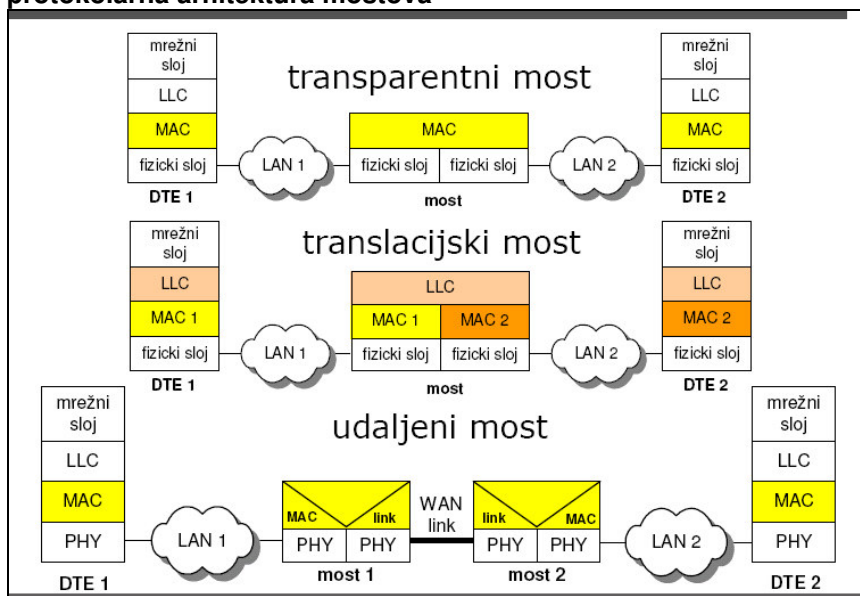 protokolarna arhitektura mostova
transparentni most
mrežni
sloj
LLC
MAC
fizicki sloj
DTE 1
LAN 1
MAC
fizicki sloj
fizicki sloj
most
LAN 2
mrežni
sloj
LLC
MAC
fizicki sloj
DTE 2
translacijski most
mrežni
sloj
LLC
MAC 1
fizicki sloj
DTE 1
LAN 1
LLC
MAC 1
MAC 2
fizicki sloj
fizicki sloj
most
LAN 2
mrežni
sloj
LLC
MAC 2
fizicki sloj
DTE 2
udaljeni most
mrežni
sloj
LLC
MAC
PHY
DTE 1
LAN 1
MAC
link
PHY
PHY
most 1
WAN
link
link
MAC
PHY
PHY
most 2
LAN 2
mrežni
sloj
LLC
MAC
PHY
DTE 2